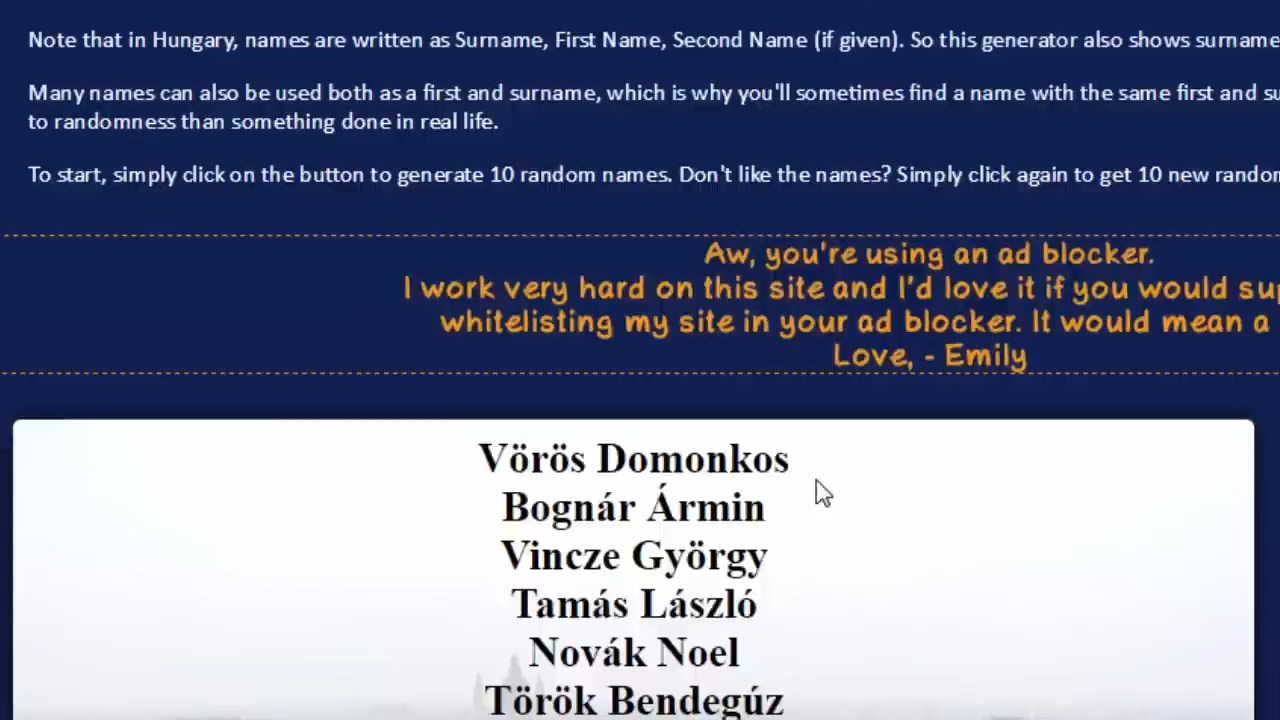 Note that in Hungary, names are written as Surname, First Name, Second Name (if given). So this generator also shows surname
Many names can also be used both as a first and surname, which is why you'll sometimes find a name with the same first and su
to randomness than something done in real life.
To start, simply click on the button to generate 10 random names. Don't like the names? Simply click again to get 10 new random
Aw, you're using an ad blocker.
I work very hard on this site and I'd love it if you would sup
whitelisting my site in your ad blocker. It would mean a
Love, - Emily
Vörös Domonkos
Bognár Ármin
Vincze György
Tamás László
Novák Noel
Török Bendegúz